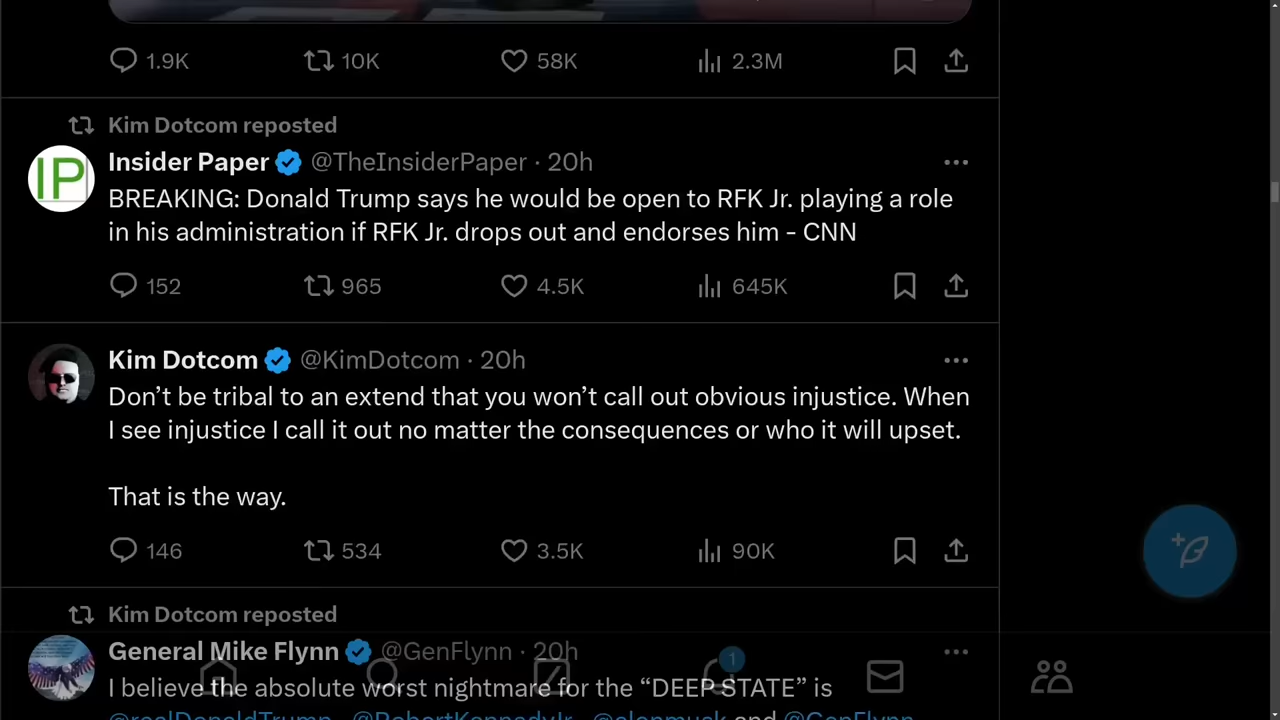 1.9K 10K 58K 2.3M
Kim Dotcom reposted
IP
Insider Paper @TheInsiderPaper · 20h
BREAKING: Donald Trump says he would be open to RFK Jr. playing a role
in his administration if RFK Jr. drops out and endorses him - CNN
152 965 4.5K 645K
Kim Dotcom @KimDotcom · 20h
Don’t be tribal to an extend that you won’t call out obvious injustice. When
I see injustice I call it out no matter the consequences or who it will upset.
That is the way.
146 534 3.5K 90K
Kim Dotcom reposted
General Mike Flynn @GenFlynn · 20h
1
I believe the absolute worst nightmare for the “DEEP STATE” is
@realDonaldTrump @RobertKennedyJr @elonmusk and @GenFlynn